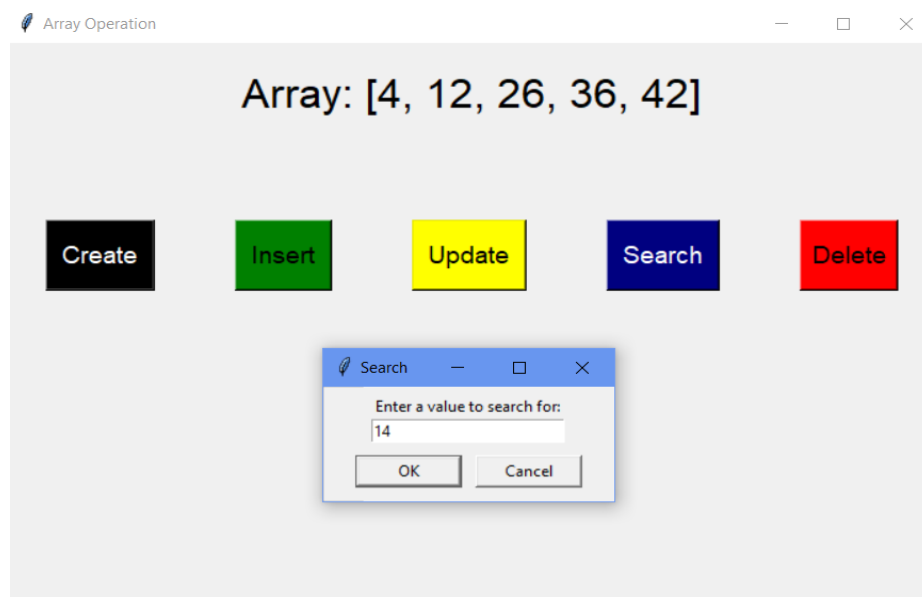 Array Operation
Array: [4, 12, 26, 36, 42]
Create Insert Update Search Delete
Search
Enter a value to search for:
14
OK Cancel